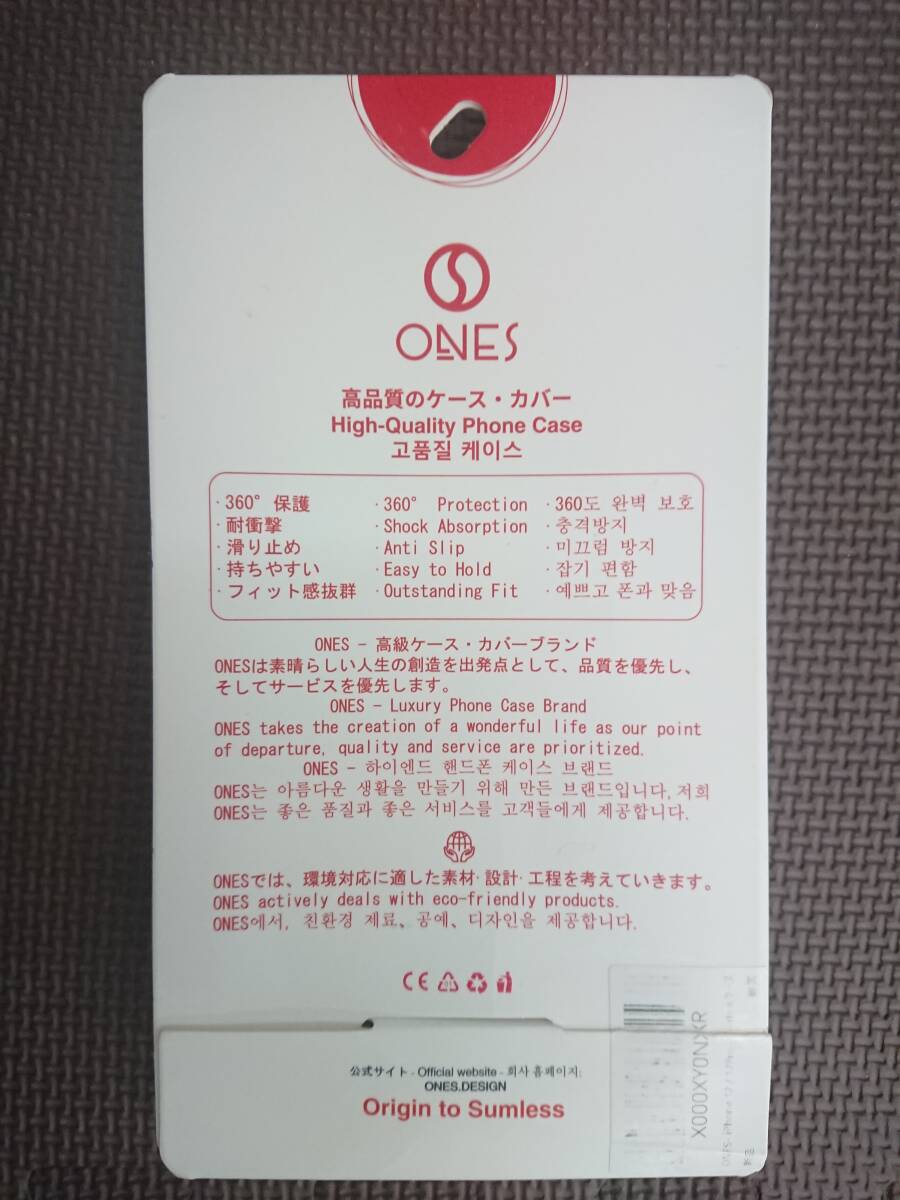 ONES
高品質のケース・カバー
High-Quality Phone Case
고품질 케이스
· 360° 保護
· 耐衝撃
· 滑り止め
· 持ちやすい
· フィット感抜群
· 360° Protection
· Shock Absorption
· Anti Slip
· Easy to Hold
· Outstanding Fit
· 360도 완벽 보호
· 충격방지
· 미끄럼 방지
· 잡기 편함
· 예쁘고 폰과 맞음
ONES - 高級ケース・カバーブランド
ONESは素晴らしい人生の創造を出発点として、品質を優先し、
そしてサービスを優先します。
ONES - Luxury Phone Case Brand
ONES takes the creation of a wonderful life as our point
of departure, quality and service are prioritized.
ONES - 하이엔드 핸드폰 케이스 브랜드
ONES는 아름다운 생활을 만들기 위해 만든 브랜드입니다. 저희
ONES는 좋은 품질과 좋은 서비스를 고객들에게 제공합니다.
ONESでは、環境対応に適した素材·設計·工程を考えていきます。
ONES actively deals with eco-friendly products.
ONES에서, 친환경 제료、공예、디자인을 제공합니다.
CE
公式サイト - Official website - 회사 홈페이지:
ONES.DESIGN
Origin to Sumless
X000XY0NXR